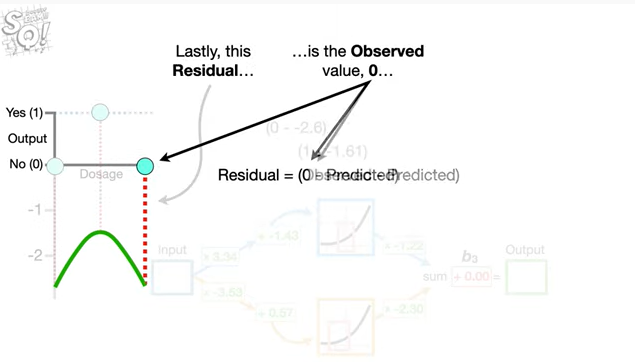 Lastly, this
Residual…
…is the Observed
value, 0…
Yes (1)
Output
No (0)
Dosage
-1
-2
(0 - -2.6)
-1.61)
Residual = (0 - Predicted)
Input
Output
× 3.34
+ -1.43
× -1.22
b₃
sum + 0.00 =
× -3.53
+ 0.57
× -2.30